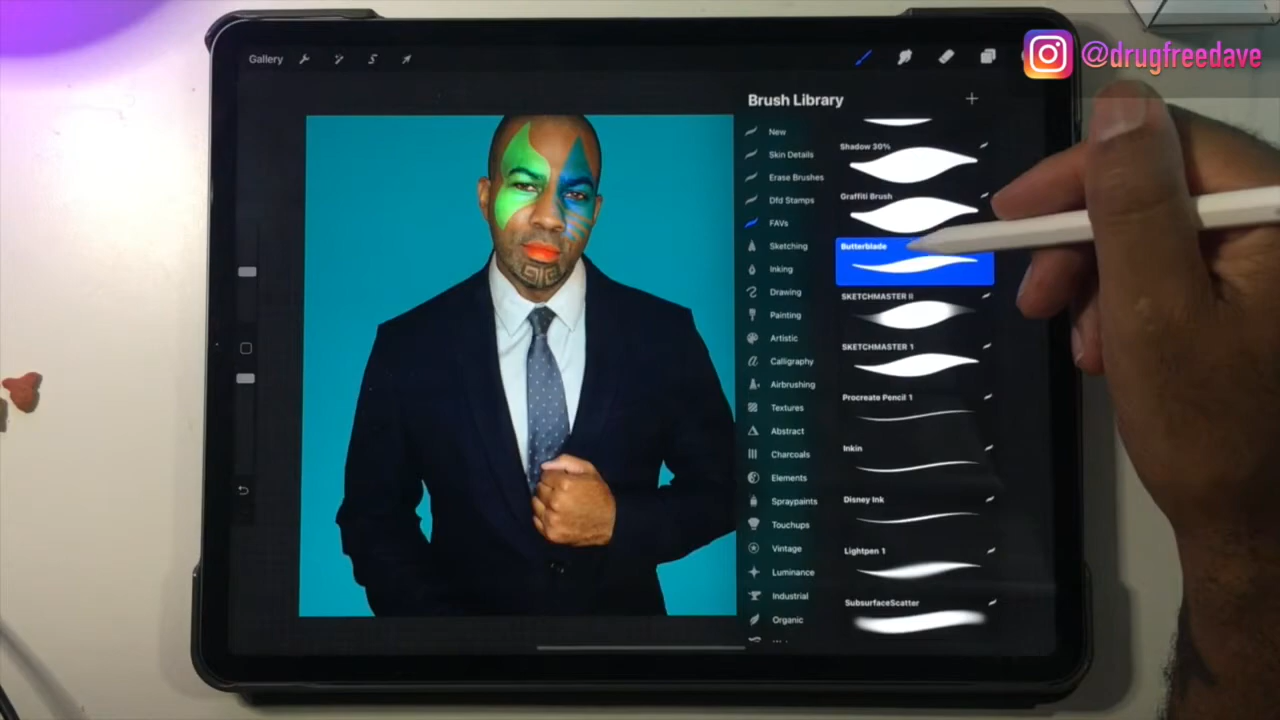 @drugfreedave
Gallery
Brush Library
New
Skin Details
Erase Brushes
Dfd Stamps
FAVs
Sketching
Inking
Drawing
Painting
Artistic
Calligraphy
Airbrushing
Textures
Abstract
Charcoals
Elements
Spraypaints
Touchups
Vintage
Luminance
Industrial
Organic
Shadow 30%
Graffiti Brush
Butterblade
SKETCHMASTER II
SKETCHMASTER 1
Procreate Pencil 1
Inkin
Disney Ink
Lightpen 1
SubsurfaceScatter